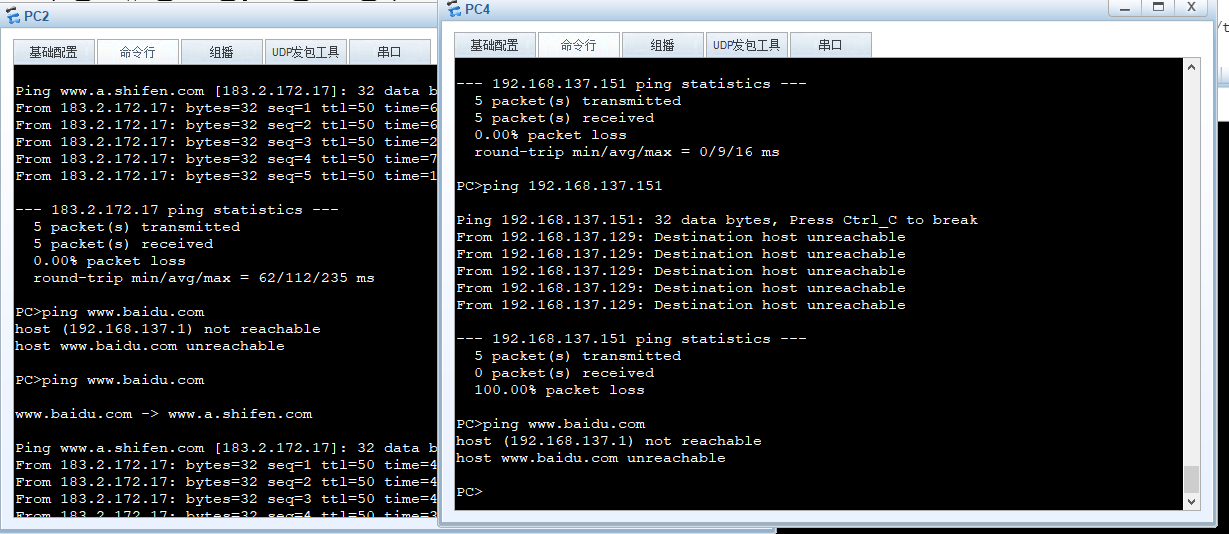 PC2
基础配置 命令行 组播 UDP发包工具 串口
Ping www.a.shifen.com [183.2.172.17]: 32 data b
From 183.2.172.17: bytes=32 seq=1 ttl=50 time=6
From 183.2.172.17: bytes=32 seq=2 ttl=50 time=6
From 183.2.172.17: bytes=32 seq=3 ttl=50 time=2
From 183.2.172.17: bytes=32 seq=4 ttl=50 time=7
From 183.2.172.17: bytes=32 seq=5 ttl=50 time=1
--- 183.2.172.17 ping statistics ---
5 packet(s) transmitted
5 packet(s) received
0.00% packet loss
round-trip min/avg/max = 62/112/235 ms
PC>ping www.baidu.com
host (192.168.137.1) not reachable
host www.baidu.com unreachable
PC>ping www.baidu.com
www.baidu.com -> www.a.shifen.com
Ping www.a.shifen.com [183.2.172.17]: 32 data b
From 183.2.172.17: bytes=32 seq=1 ttl=50 time=4
From 183.2.172.17: bytes=32 seq=2 ttl=50 time=4
From 183.2.172.17: bytes=32 seq=3 ttl=50 time=4
From 183.2.172.17: bytes=32 seq=4 ttl=50 time=3
PC4
基础配置 命令行 组播 UDP发包工具 串口
--- 192.168.137.151 ping statistics ---
5 packet(s) transmitted
5 packet(s) received
0.00% packet loss
round-trip min/avg/max = 0/9/16 ms
PC>ping 192.168.137.151
Ping 192.168.137.151: 32 data bytes, Press Ctrl_C to break
From 192.168.137.129: Destination host unreachable
From 192.168.137.129: Destination host unreachable
From 192.168.137.129: Destination host unreachable
From 192.168.137.129: Destination host unreachable
From 192.168.137.129: Destination host unreachable
--- 192.168.137.151 ping statistics ---
5 packet(s) transmitted
0 packet(s) received
100.00% packet loss
PC>ping www.baidu.com
host (192.168.137.1) not reachable
host www.baidu.com unreachable
PC>
/t